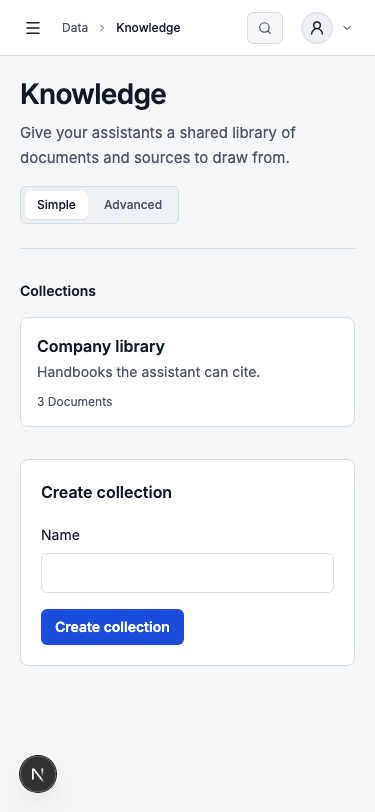 Data > Knowledge
Knowledge
Give your assistants a shared library of
documents and sources to draw from.
Simple Advanced
Collections
Company library
Handbooks the assistant can cite.
3 Documents
Create collection
Name
Create collection
N